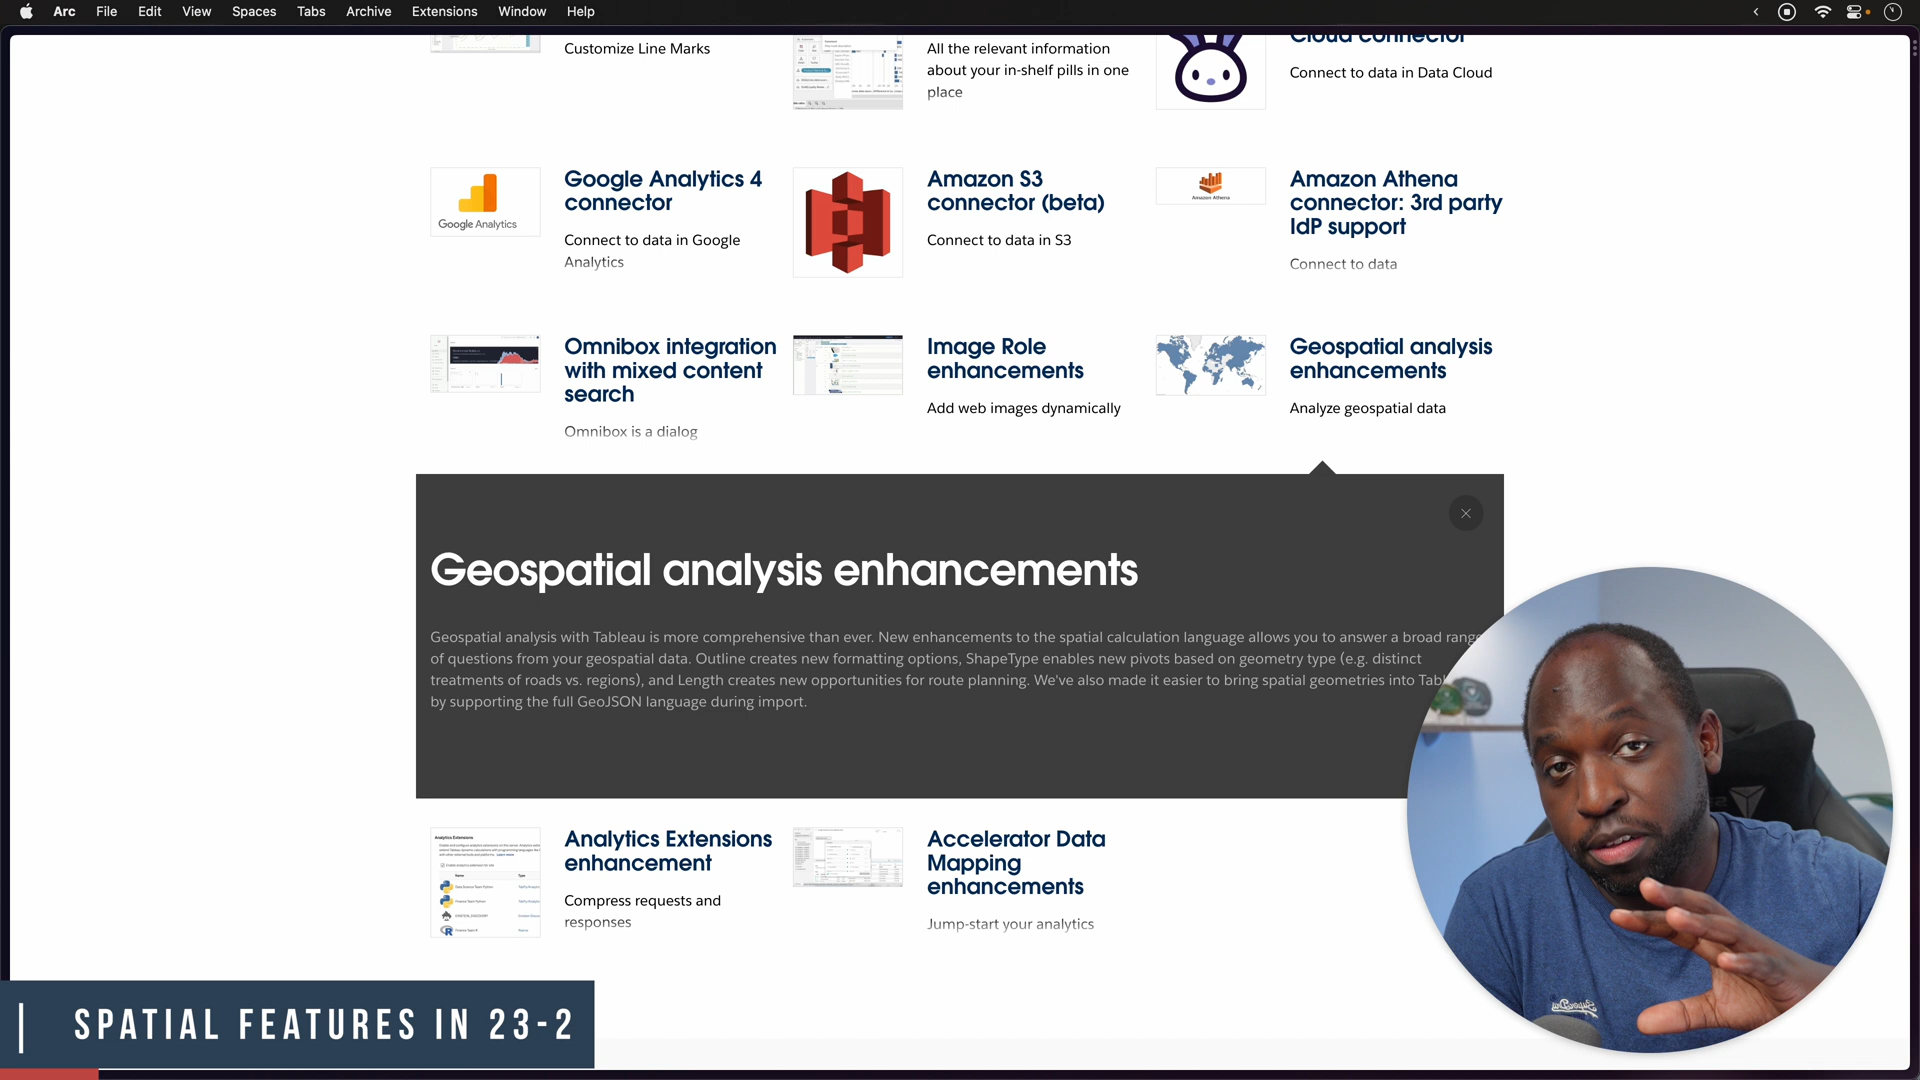 Arc File Edit View Spaces Tabs Archive Extensions Window Help
Customize Line Marks
All the relevant information
about your in-shelf pills in one
place
Cloud connector
Connect to data in Data Cloud
Google Analytics
Google Analytics 4
connector
Connect to data in Google
Analytics
Amazon S3
connector (beta)
Connect to data in S3
Amazon Athena
Amazon Athena
connector: 3rd party
IdP support
Connect to data
Omnibox integration
with mixed content
search
Omnibox is a dialog
Image Role
enhancements
Add web images dynamically
Geospatial analysis
enhancements
Analyze geospatial data
Geospatial analysis enhancements
Geospatial analysis with Tableau is more comprehensive than ever. New enhancements to the spatial calculation language allows you to answer a broad range
of questions from your geospatial data. Outline creates new formatting options, ShapeType enables new pivots based on geometry type (e.g. distinct
treatments of roads vs. regions), and Length creates new opportunities for route planning. We've also made it easier to bring spatial geometries into Tabl
by supporting the full GeoJSON language during import.
Analytics Extensions
Name Type
Analytics Extensions
enhancement
Compress requests and
responses
Accelerator Data
Mapping
enhancements
Jump-start your analytics
SPATIAL FEATURES IN 23-2